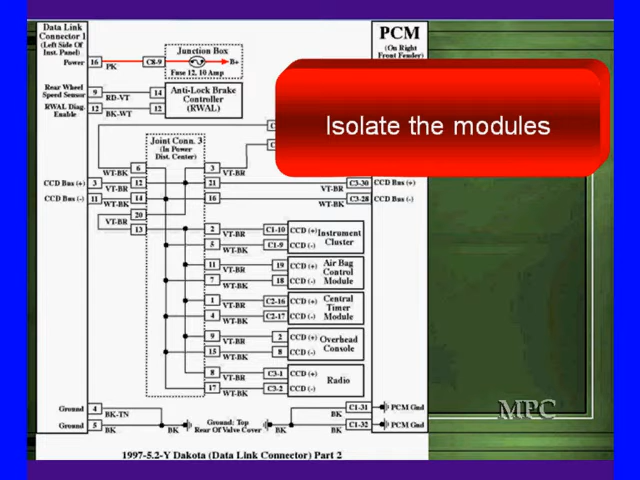 Data Link
Connector 1
(Left Side Of
Inst. Panel)
Power 16 PK C8-9
Junction Box
B+
Fuse 12, 10 Amp
PCM
(On Right
Front Fender)
Isolate the modules
Rear Wheel
Speed Sensor 9 RD-VT 14
RWAL Diag.
Enable 12 BK-WT 12
Anti-Lock Brake
Controller
(RWAL)
Joint Conn. 3
(In Power
Dist. Center)
6 WT-BK 3 VT-BR
CCD Bus (+) 3 VT-BR 12 21 VT-BR C3-30 CCD Bus (+)
CCD Bus (-) 11 WT-BK 14 16 WT-BK C3-28 CCD Bus (-)
20
VT-BR 13
2 VT-BR C1-10 CCD (+)
5 WT-BK C1-9 CCD (-)
Instrument
Cluster
11 VT-BR 19 CCD (+)
7 WT-BK 18 CCD (-)
Air Bag
Control
Module
1 VT-BR C2-16 CCD (+)
4 WT-BK C2-17 CCD (-)
Central
Timer
Module
9 VT-BR 2 CCD (+)
15 WT-BK 8 CCD (-)
Overhead
Console
8 VT-BR C3-1 CCD (+)
17 WT-BK C3-2 CCD (-)
Radio
Ground 4 BK-TN
Ground 5 BK BK
Ground: Top
Rear Of Valve Cover
BK
BK C1-31 PCM Gnd
BK C1-32 PCM Gnd
MPC
1997-5.2-Y Dakota (Data Link Connector) Part 2